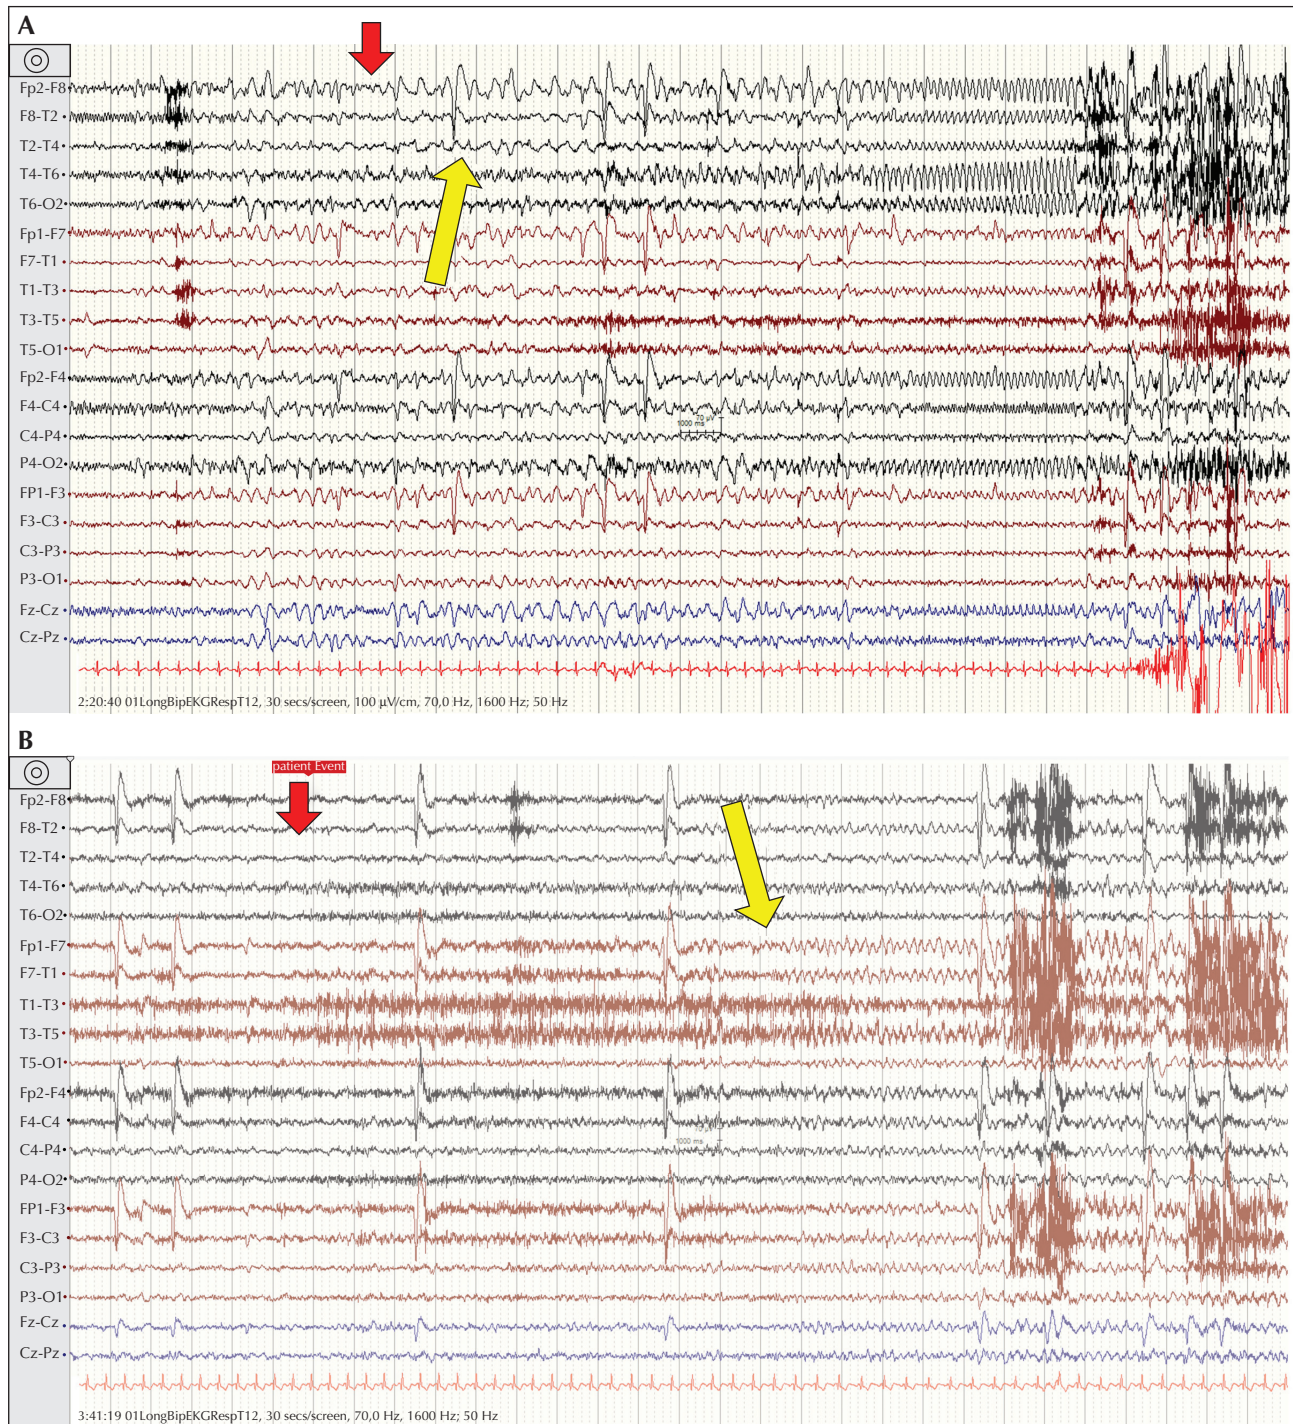 A
Fp2-F8
F8-T2
T2-T4
T4-T6
T6-O2
Fp1-F7
F7-T1
T1-T3
T3-T5
T5-O1
Fp2-F4
F4-C4
70 µV
1000 ms
C4-P4
P4-O2
FP1-F3
F3-C3
C3-P3
P3-O1
Fz-Cz
Cz-Pz
2:20:40 01LongBipEKGRespT12, 30 secs/screen, 100 µV/cm, 70,0 Hz, 1600 Hz; 50 Hz
B
patient Event
Fp2-F8
F8-T2
T2-T4
T4-T6
T6-O2
Fp1-F7
F7-T1
T1-T3
T3-T5
T5-O1
Fp2-F4
F4-C4
1000 ms
C4-P4
P4-O2
FP1-F3
F3-C3
C3-P3
P3-O1
Fz-Cz
Cz-Pz
3:41:19 01LongBipEKGRespT12, 30 secs/screen, 70,0 Hz, 1600 Hz; 50 Hz